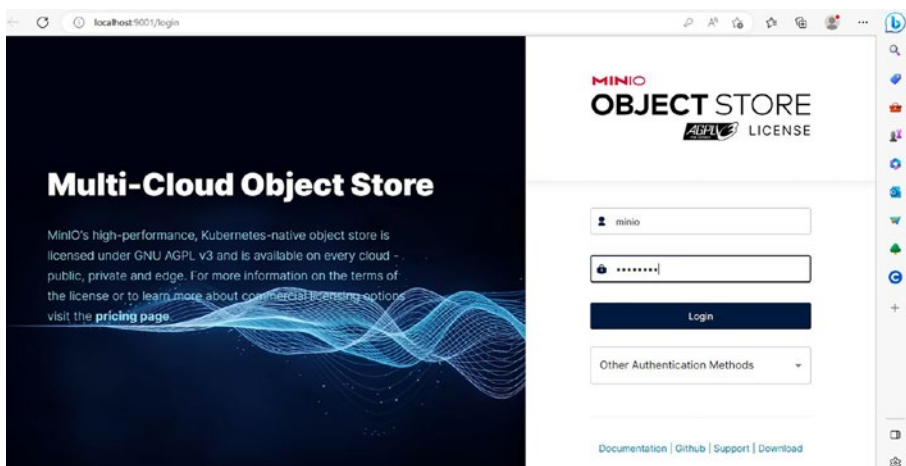 localhost:9001/login
MINIO
OBJECT STORE
AGPLV3 LICENSE
Multi-Cloud Object Store
MinIO's high-performance, Kubernetes-native object store is
licensed under GNU AGPL v3 and is available on every cloud -
public, private and edge. For more information on the terms of
the license or to learn more about commercial licensing options
visit the pricing page.
minio
Login
Other Authentication Methods
Documentation | Github | Support | Download